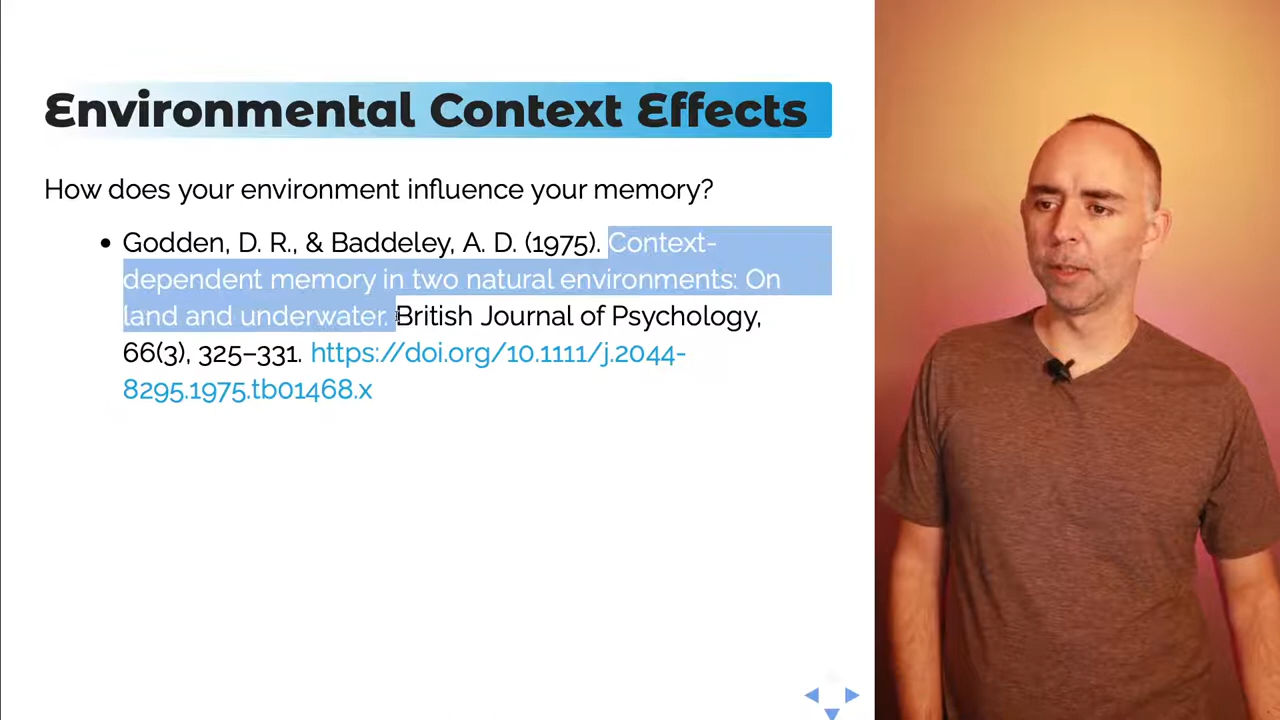 Environmental Context Effects
How does your environment influence your memory?
• Godden, D. R., & Baddeley, A. D. (1975). Context-
dependent memory in two natural environments: On
land and underwater. British Journal of Psychology,
66(3), 325–331. https://doi.org/10.1111/j.2044-
8295.1975.tb01468.x